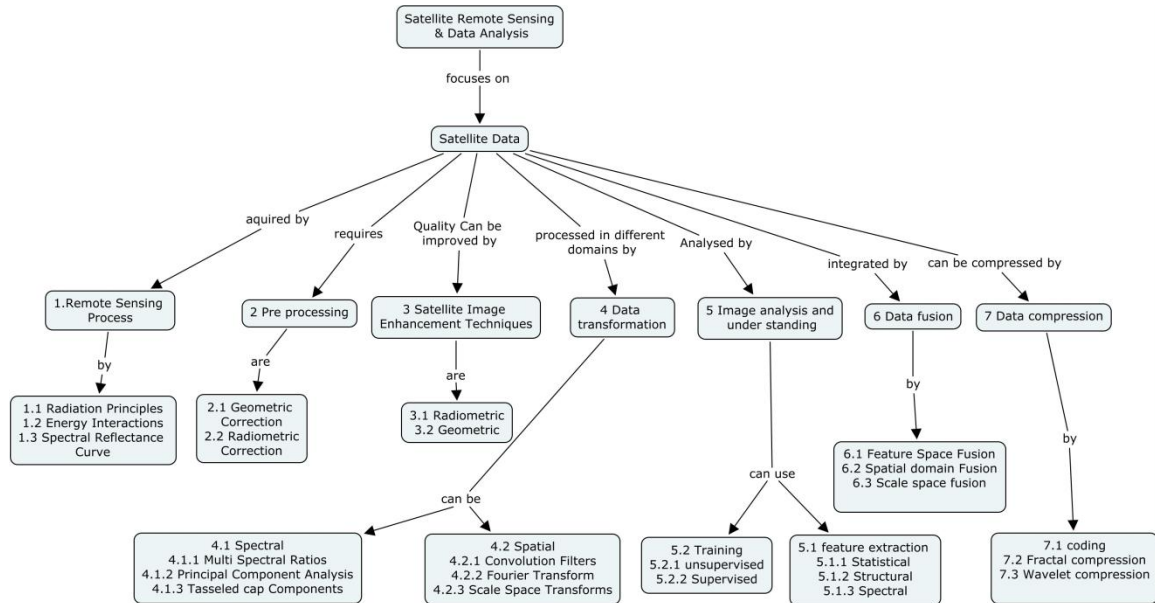 Satellite Remote Sensing
& Data Analysis
focuses on
Satellite Data
aquired by
requires
Quality Can be
improved by
processed in different
domains by
Analysed by
integrated by
can be compressed by
1.Remote Sensing
Process
2 Pre processing
3 Satellite Image
Enhancement Techniques
4 Data
transformation
5 Image analysis and
under standing
6 Data fusion
7 Data compression
by
are
are
by
by
can be
can use
1.1 Radiation Principles
1.2 Energy Interactions
1.3 Spectral Reflectance
Curve
2.1 Geometric
Correction
2.2 Radiometric
Correction
3.1 Radiometric
3.2 Geometric
6.1 Feature Space Fusion
6.2 Spatial domain Fusion
6.3 Scale space fusion
4.1 Spectral
4.1.1 Multi Spectral Ratios
4.1.2 Principal Component Analysis
4.1.3 Tasseled cap Components
4.2 Spatial
4.2.1 Convolution Filters
4.2.2 Fourier Transform
4.2.3 Scale Space Transforms
5.2 Training
5.2.1 unsupervised
5.2.2 Supervised
5.1 feature extraction
5.1.1 Statistical
5.1.2 Structural
5.1.3 Spectral
7.1 coding
7.2 Fractal compression
7.3 Wavelet compression